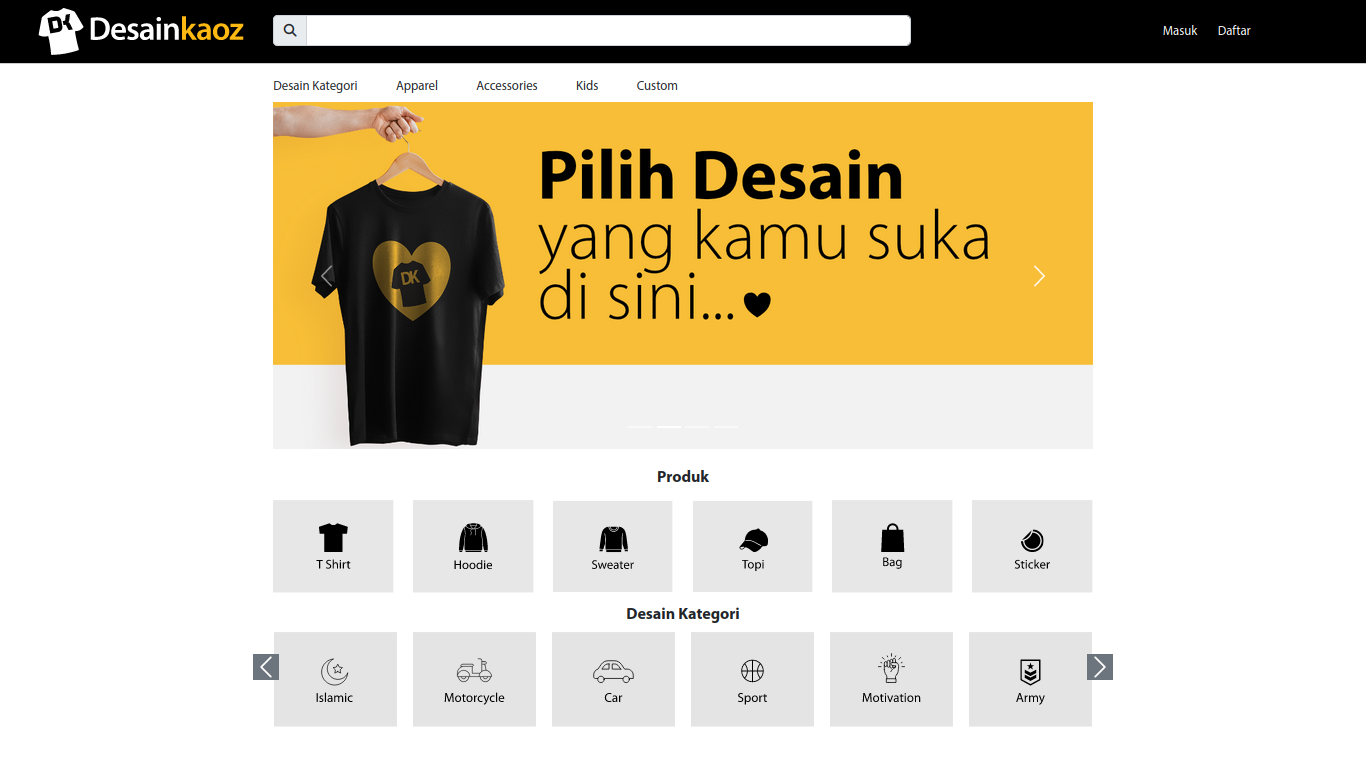 DK Desainkaoz
Masuk Daftar
Desain Kategori Apparel Accessories Kids Custom
Pilih Desain
yang kamu suka
di sini...
DK
Produk
T Shirt Hoodie Sweater Topi Bag Sticker
Desain Kategori
Islamic Motorcycle Car Sport Motivation Army